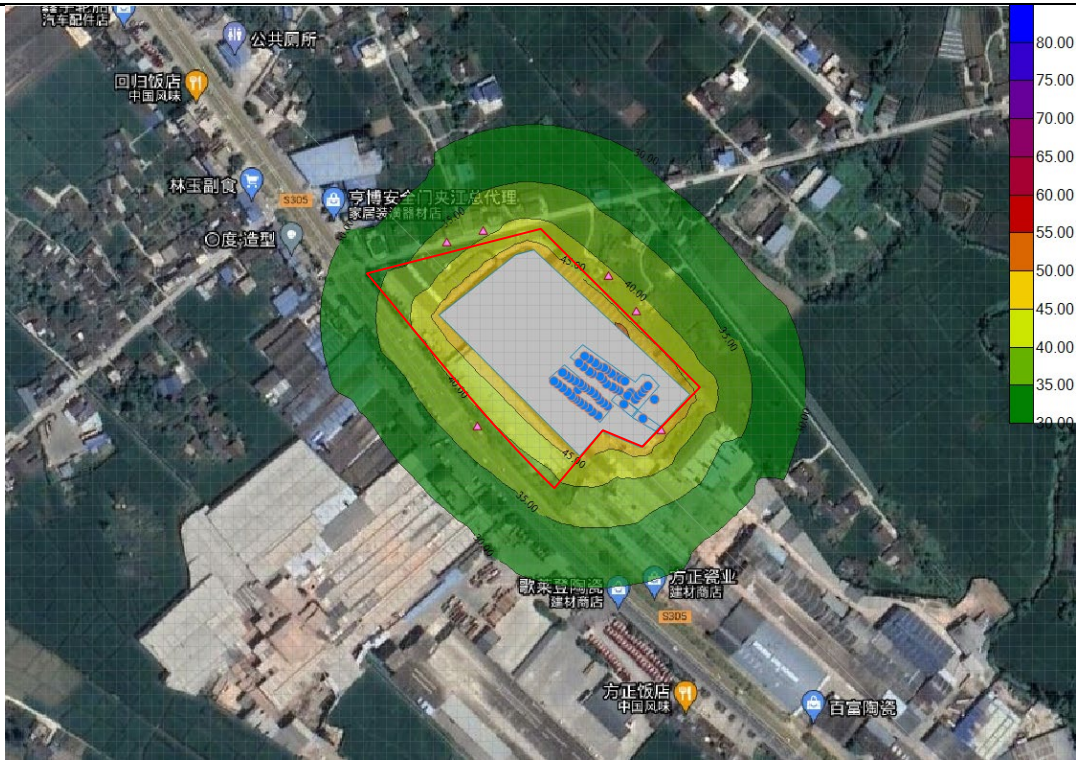 汽车配件店
公共厕所
回归饭店
中国风味
林玉副食
S305
亨博安全门夹江总代理
家居装潢器材店
〇度·造型
45.00
40.00
35.00
40.00
45.00
35.00
歌莱登陶瓷
建材商店
方正瓷业
建材商店
S305
方正饭店
中国风味
百富陶瓷
80.00
75.00
70.00
65.00
60.00
55.00
50.00
45.00
40.00
35.00
30.00